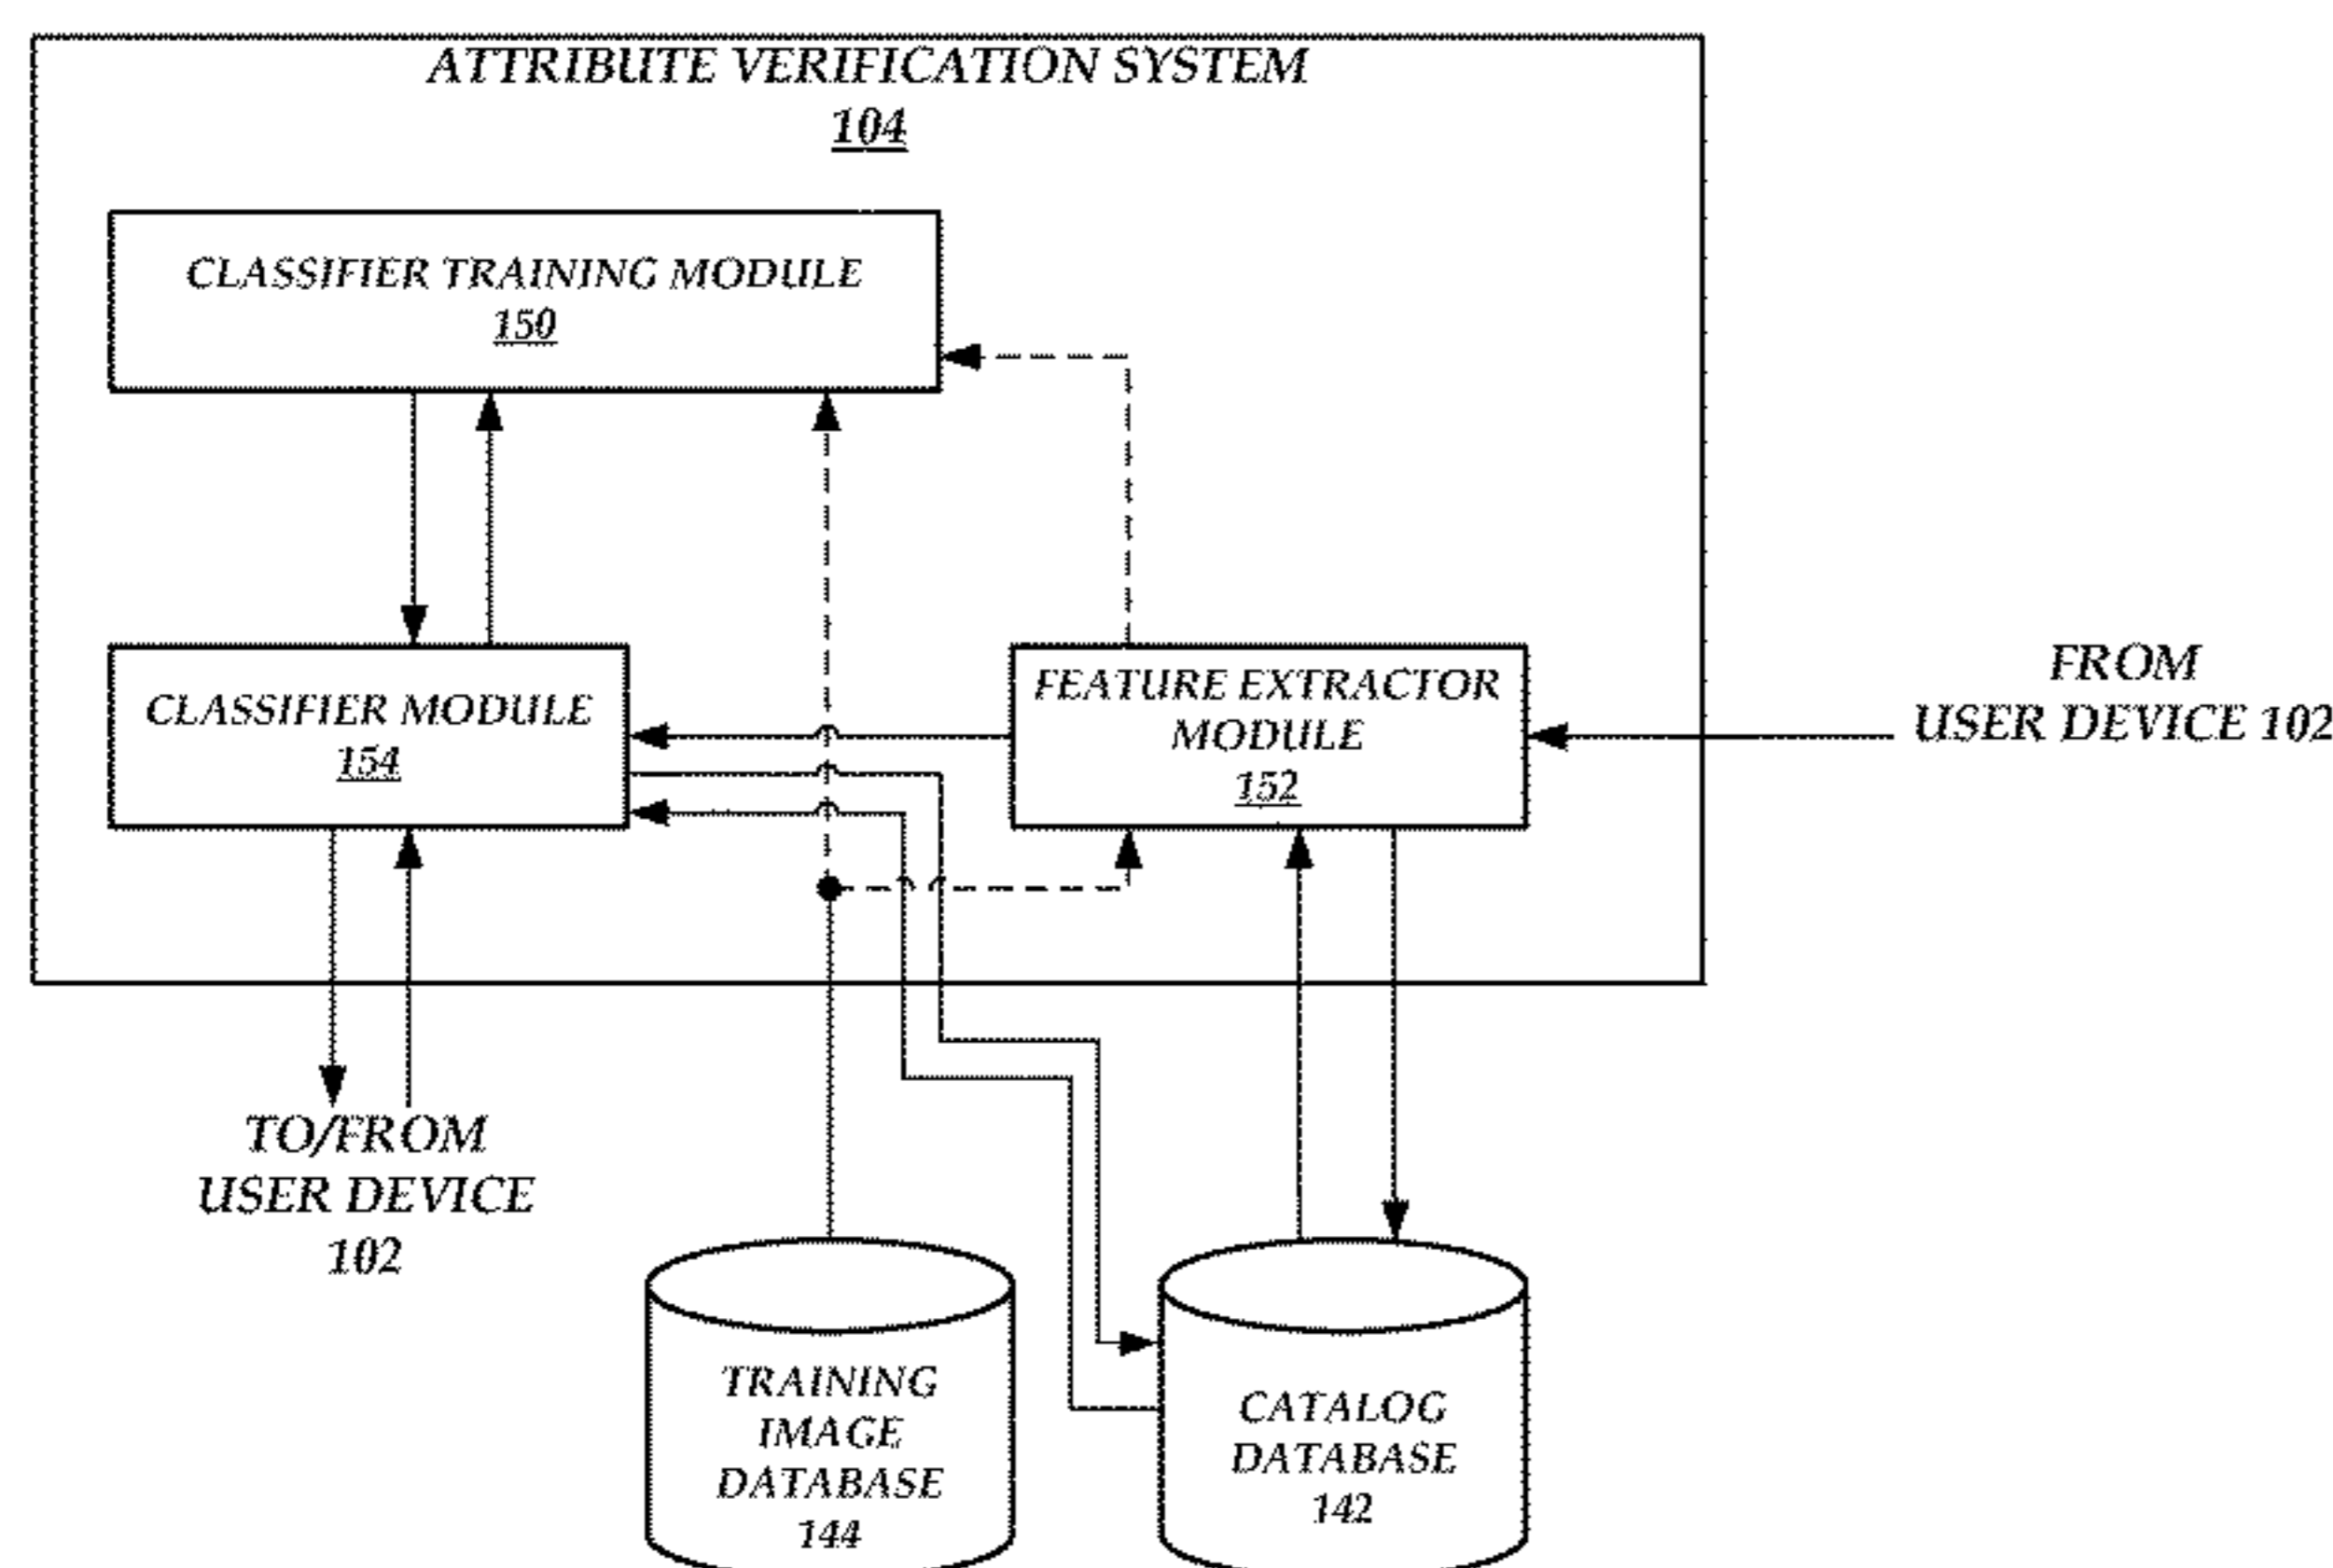 ATTRIBUTE VERIFICATION SYSTEM
104
CLASSIFIER TRAINING MODULE
150
CLASSIFIER MODULE
154
FEATURE EXTRACTOR
MODULE
152
FROM
USER DEVICE 102
TO/FROM
USER DEVICE
102
TRAINING
IMAGE
DATABASE
144
CATALOG
DATABASE
142